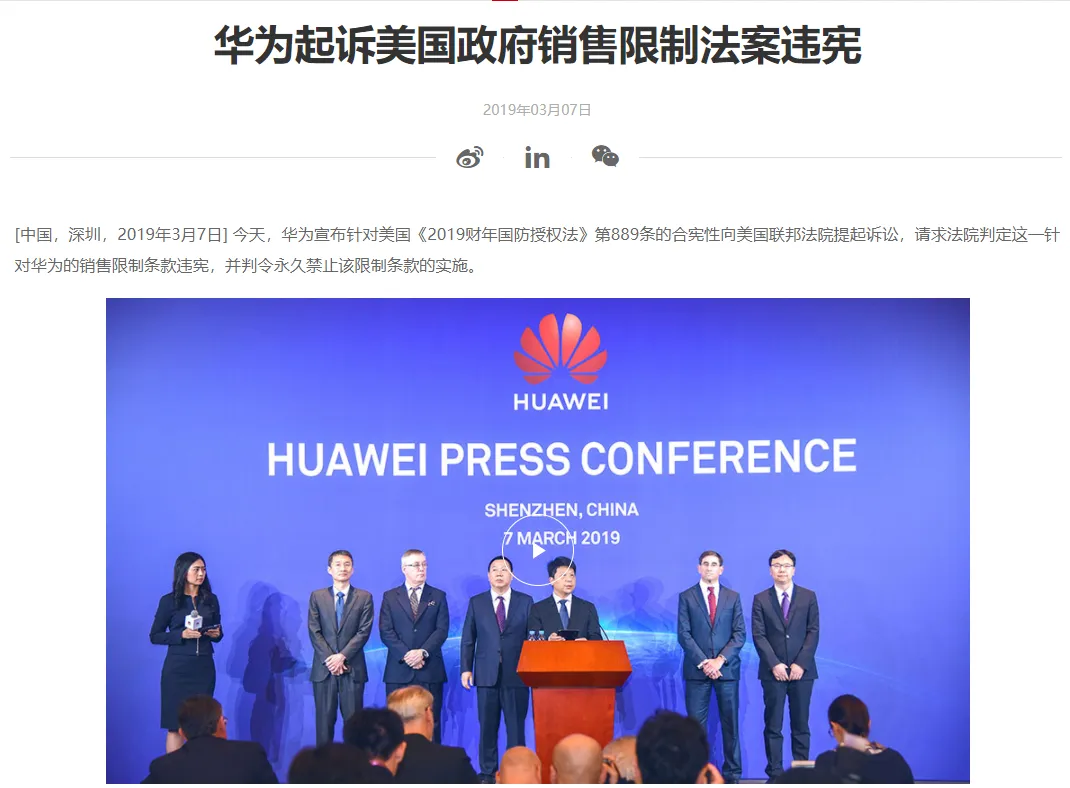 华为起诉美国政府销售限制法案违宪
2019年03月07日
in
[中国，深圳，2019年3月7日] 今天，华为宣布针对美国《2019财年国防授权法》第889条的合宪性向美国联邦法院提起诉讼，请求法院判定这一针
对华为的销售限制条款违宪，并判令永久禁止该限制条款的实施。
HUAWEI
HUAWEI PRESS CONFERENCE
SHENZHEN, CHINA
7 MARCH 2019